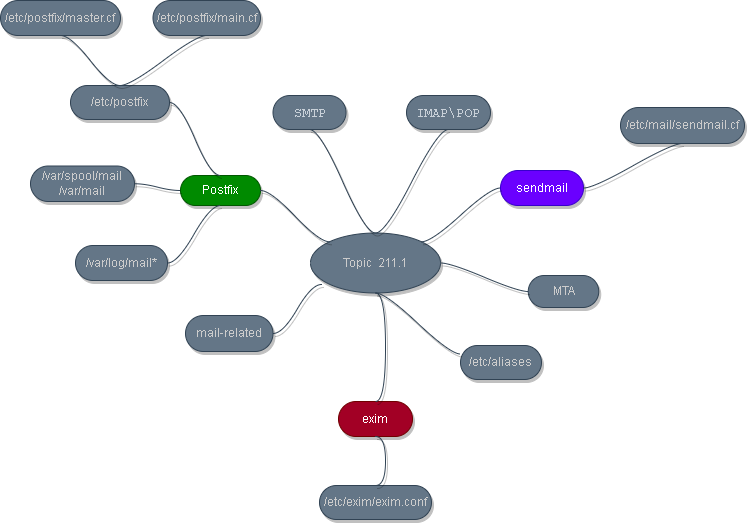 /etc/postfix/master.cf
/etc/postfix/main.cf
/etc/postfix
SMTP
IMAP\POP
/etc/mail/sendmail.cf
/var/spool/mail
/var/mail
Postfix
sendmail
/var/log/mail*
Topic 211.1
MTA
mail-related
/etc/aliases
exim
/etc/exim/exim.conf